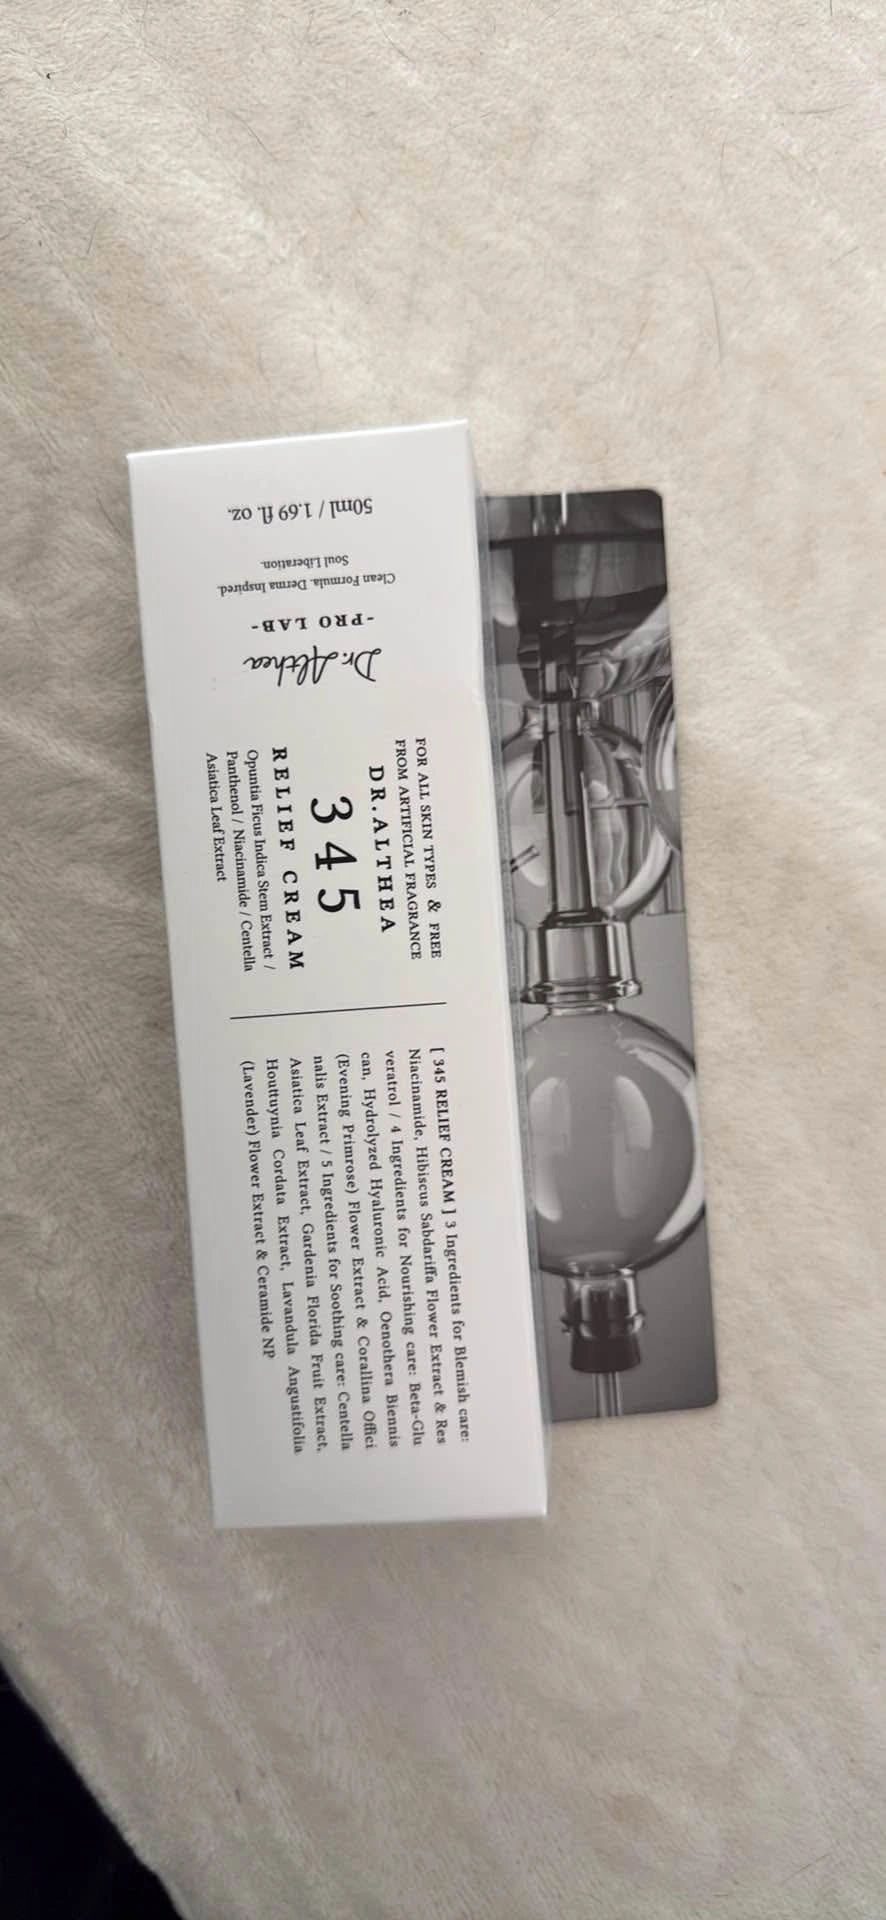 50ml / 1.69 fl. oz.
Dr.Althea
-PRO LAB-
Clean Formula. Derma Inspired.
Soul Liberation.
FOR ALL SKIN TYPES & FREE
FROM ARTIFICIAL FRAGRANCE
DR.ALTHEA
345
RELIEF CREAM
Opuntia Ficus Indica Stem Extract /
Panthenol / Niacinamide / Centella
Asiatica Leaf Extract
[ 345 RELIEF CREAM ] 3 Ingredients for Blemish care:
Niacinamide, Hibiscus Sabdariffa Flower Extract & Res
veratrol / 4 Ingredients for Nourishing care: Beta-Glu
can, Hydrolyzed Hyaluronic Acid, Oenothera Biennis
(Evening Primrose) Flower Extract & Corallina Offici
nalis Extract / 5 Ingredients for Soothing care: Centella
Asiatica Leaf Extract, Gardenia Florida Fruit Extract,
Houttuynia Cordata Extract, Lavandula Angustifolia
(Lavender) Flower Extract & Ceramide NP